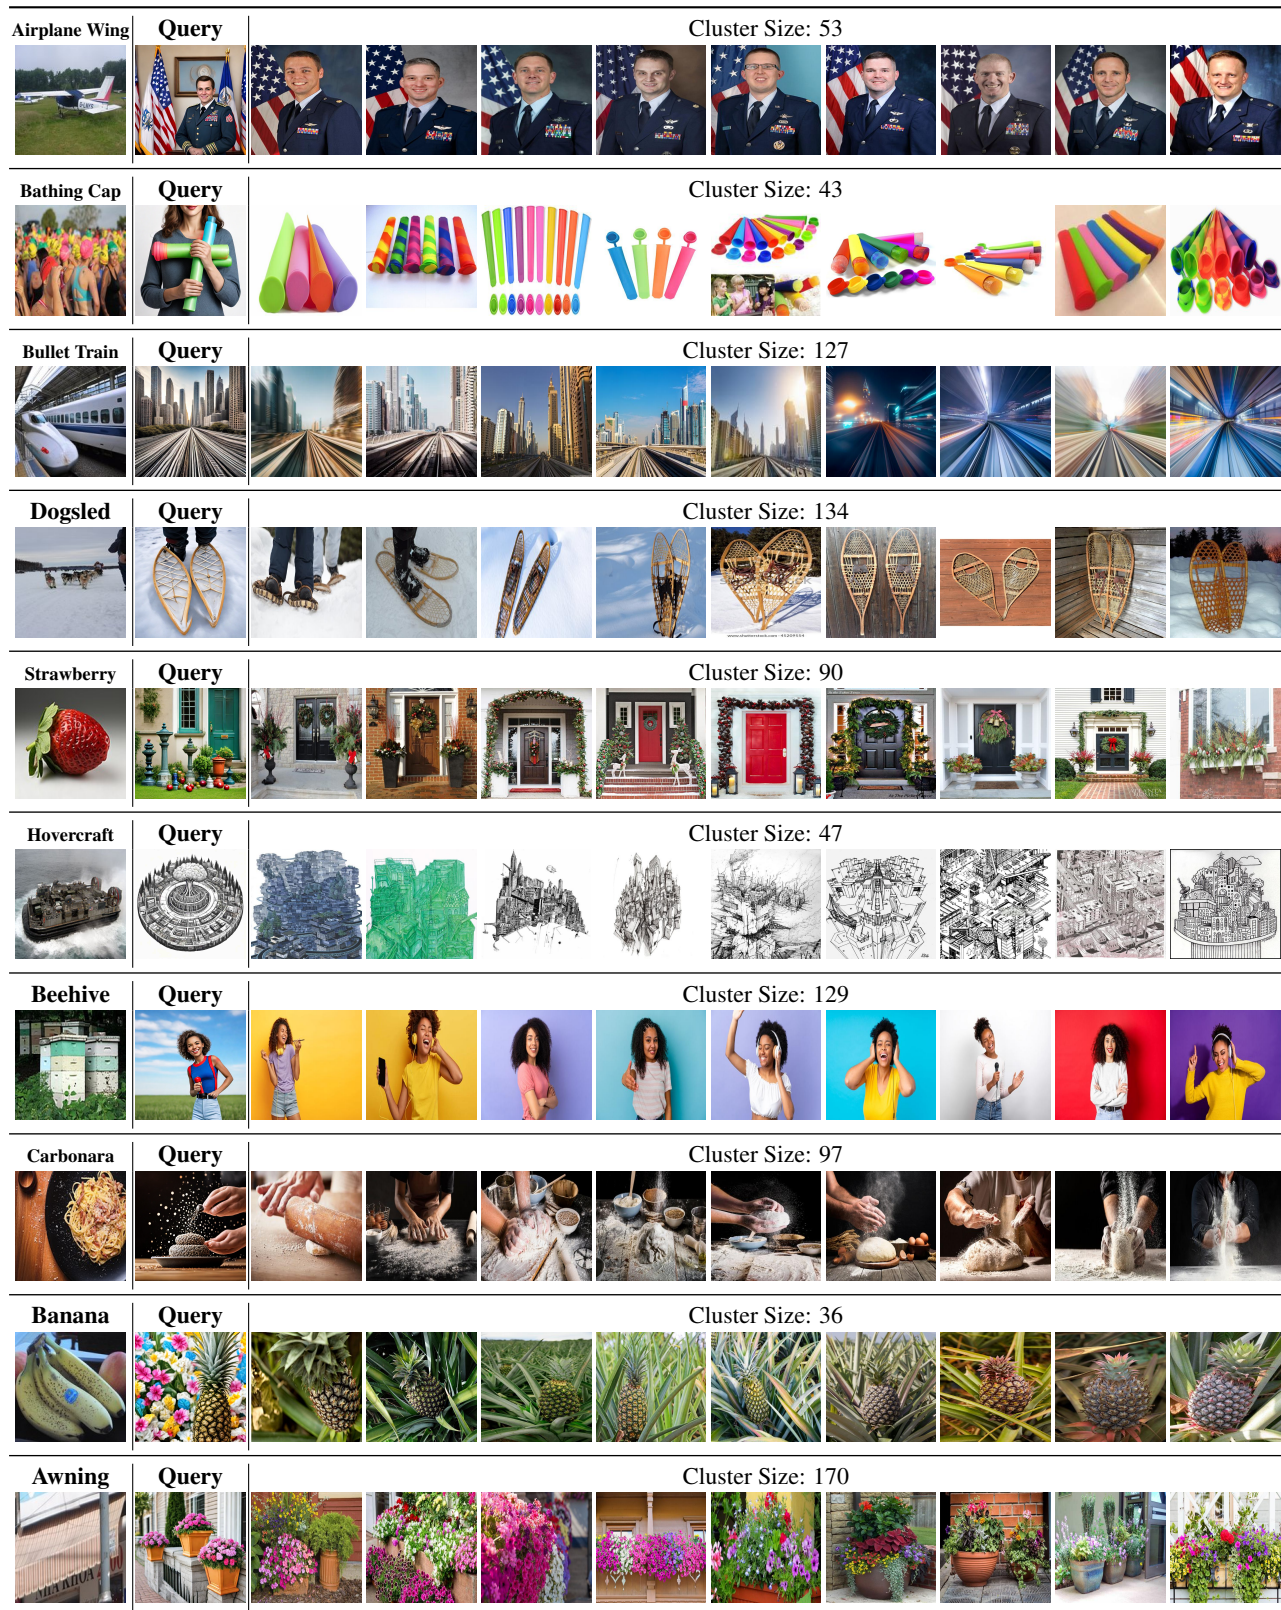 Airplane Wing Query Cluster Size: 53
Bathing Cap Query Cluster Size: 43
Bullet Train Query Cluster Size: 127
Dogsled Query Cluster Size: 134
Strawberry Query Cluster Size: 90
Hovercraft Query Cluster Size: 47
Beehive Query Cluster Size: 129
Carbonara Query Cluster Size: 97
Banana Query Cluster Size: 36
Awning Query Cluster Size: 170